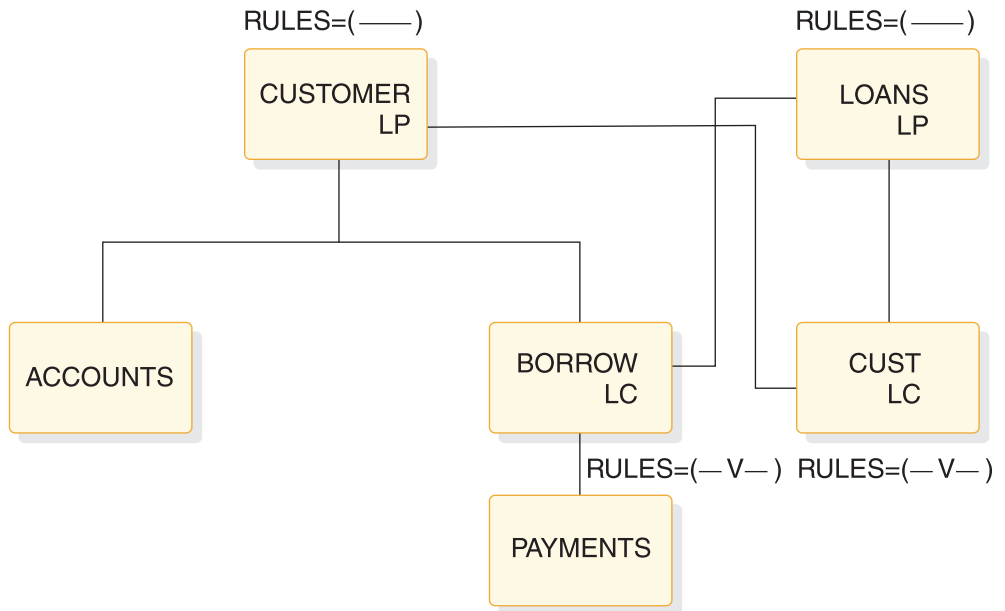 RULES=( —— )
RULES=( —— )
CUSTOMER
LP
LOANS
LP
ACCOUNTS
BORROW
LC
CUST
LC
RULES=(— V— )
RULES=(— V— )
PAYMENTS